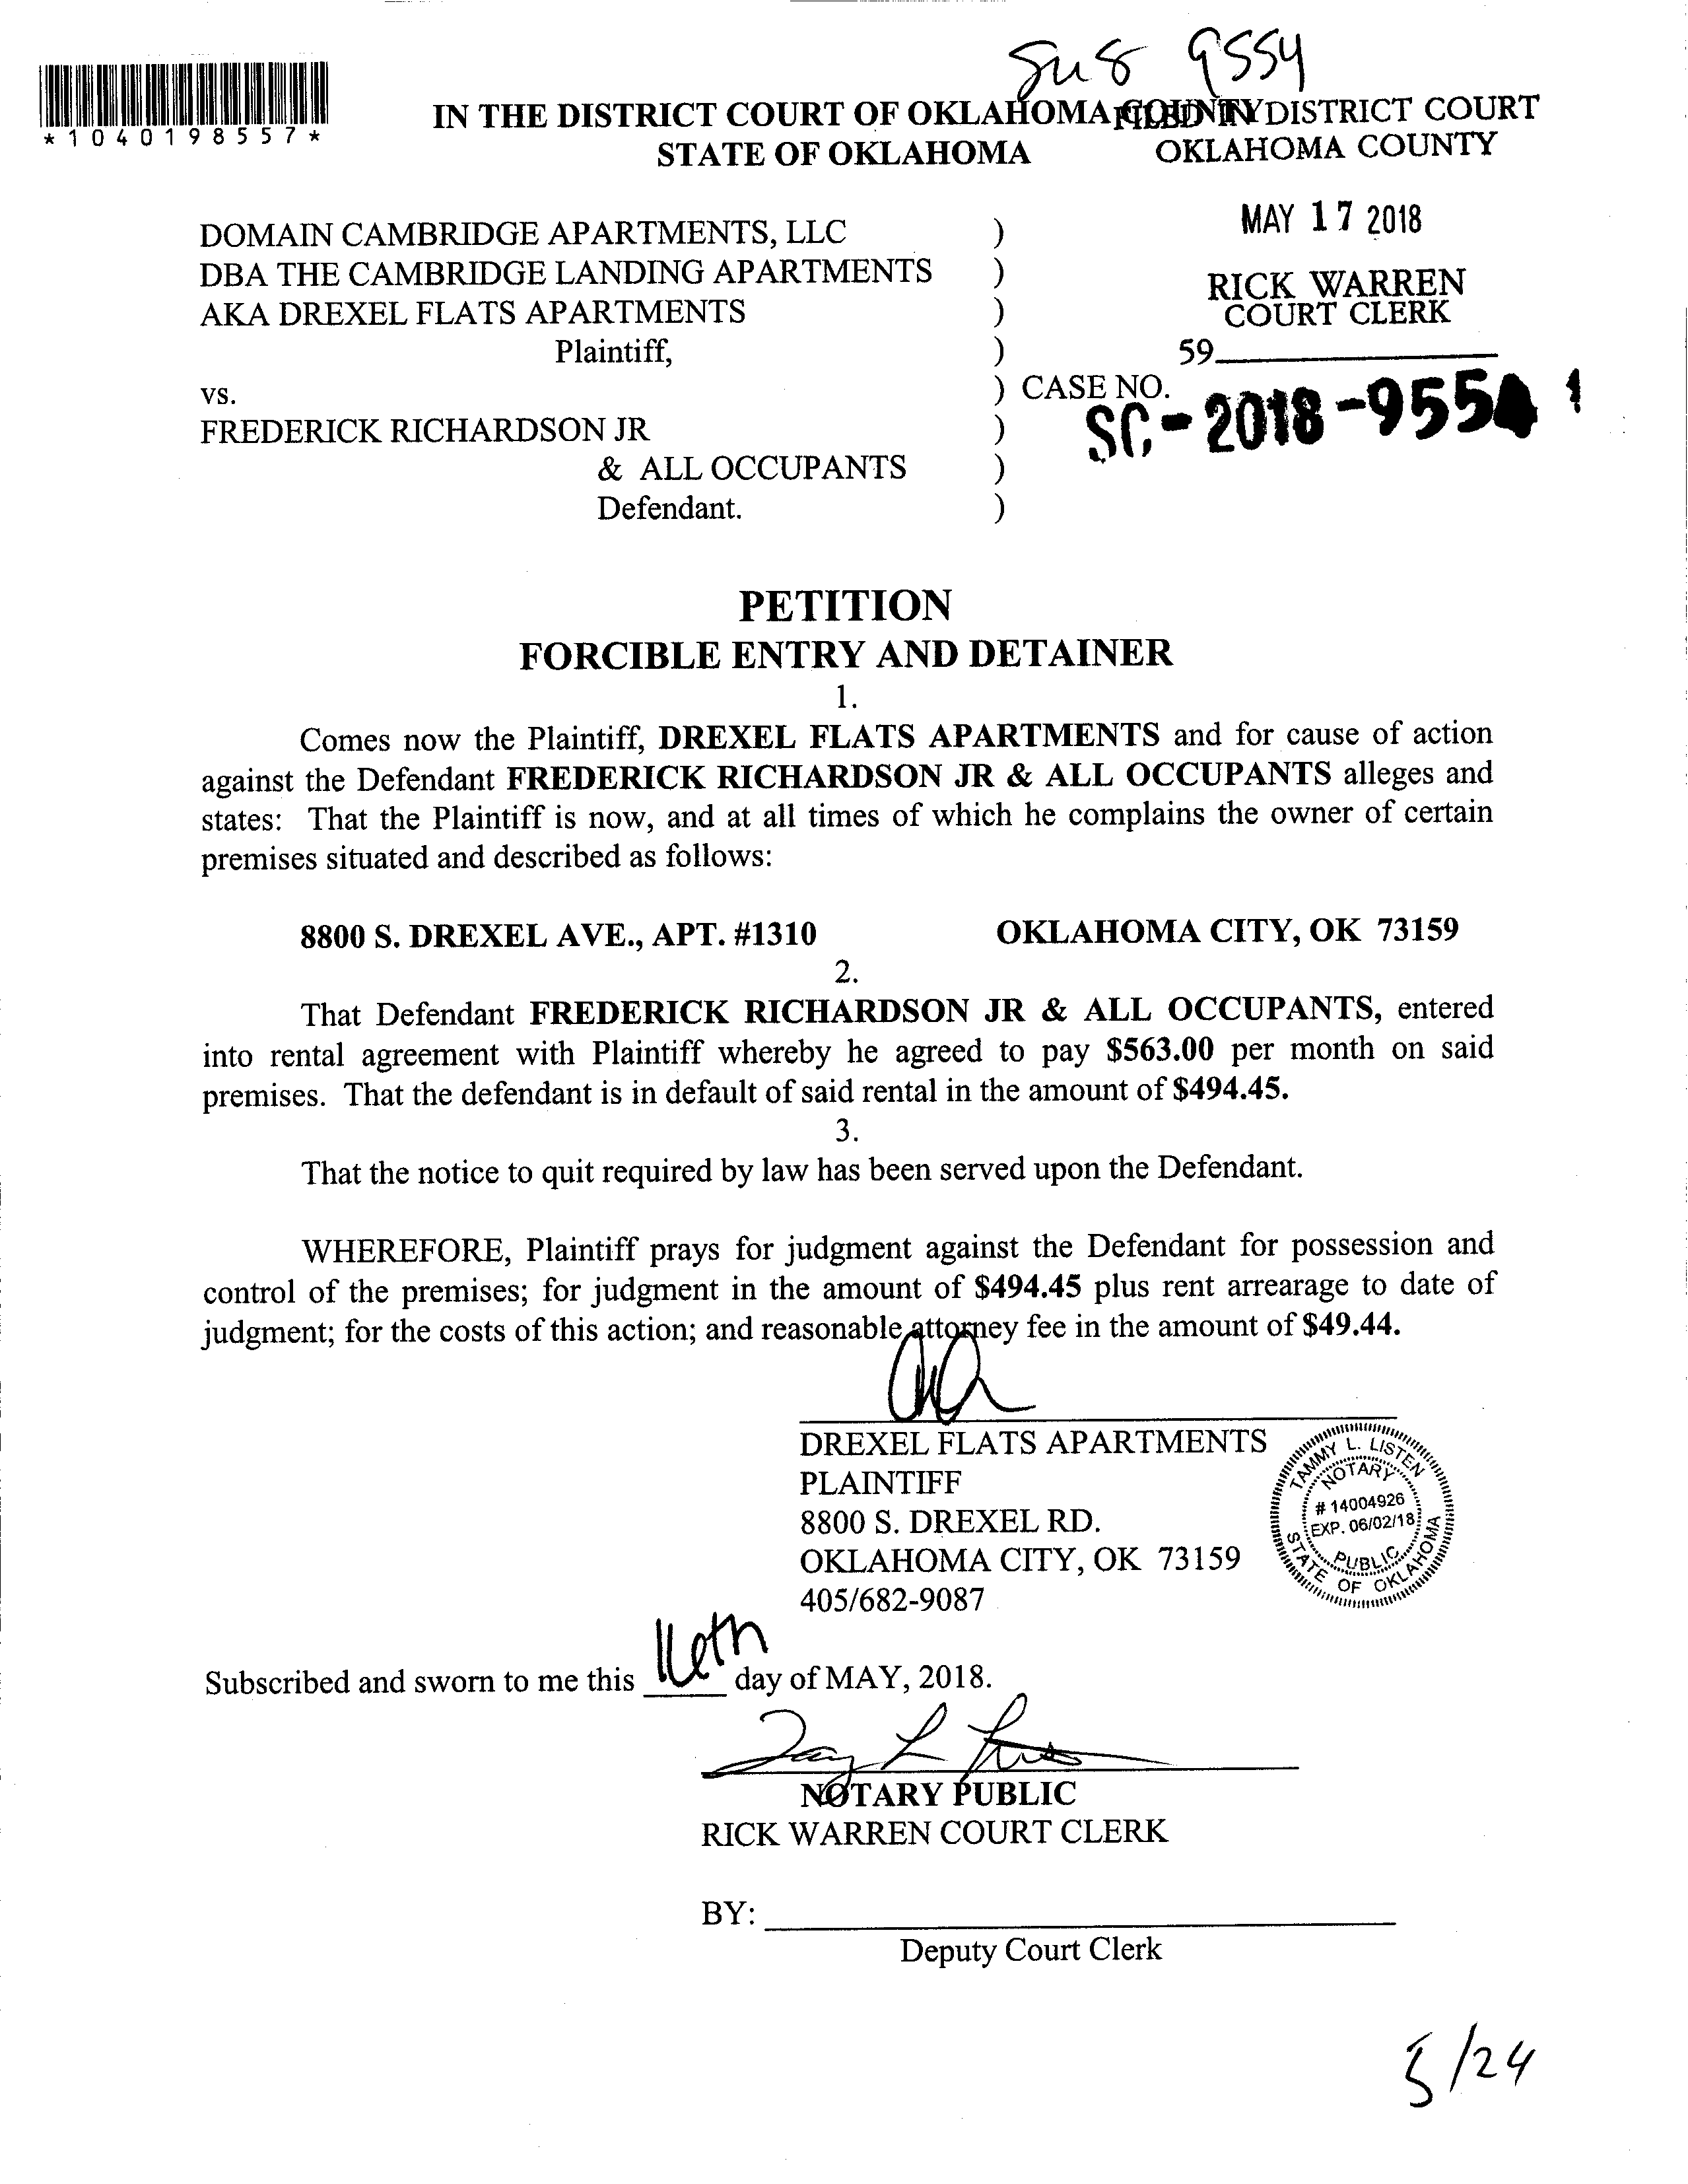 9554
*1040198557*
IN THE DISTRICT COURT OF OKLAHOMA COUNTY
FILED IN DISTRICT COURT
STATE OF OKLAHOMA
OKLAHOMA COUNTY
MAY 17 2018
RICK WARREN
COURT CLERK
59
DOMAIN CAMBRIDGE APARTMENTS, LLC )
DBA THE CAMBRIDGE LANDING APARTMENTS )
AKA DREXEL FLATS APARTMENTS )
Plaintiff, )
vs. ) CASE NO. SC-2018-9554
FREDERICK RICHARDSON JR )
& ALL OCCUPANTS )
Defendant. )
PETITION
FORCIBLE ENTRY AND DETAINER
1.
Comes now the Plaintiff, DREXEL FLATS APARTMENTS and for cause of action
against the Defendant FREDERICK RICHARDSON JR & ALL OCCUPANTS alleges and
states: That the Plaintiff is now, and at all times of which he complains the owner of certain
premises situated and described as follows:
8800 S. DREXEL AVE., APT. #1310 OKLAHOMA CITY, OK 73159
2.
That Defendant FREDERICK RICHARDSON JR & ALL OCCUPANTS, entered
into rental agreement with Plaintiff whereby he agreed to pay $563.00 per month on said
premises. That the defendant is in default of said rental in the amount of $494.45.
3.
That the notice to quit required by law has been served upon the Defendant.
WHEREFORE, Plaintiff prays for judgment against the Defendant for possession and
control of the premises; for judgment in the amount of $494.45 plus rent arrearage to date of
judgment; for the costs of this action; and reasonable attorney fee in the amount of $49.44.
DREXEL FLATS APARTMENTS
PLAINTIFF
8800 S. DREXEL RD.
OKLAHOMA CITY, OK 73159
405/682-9087
TAMMY L. LISTEN
NOTARY
# 14004926
EXP. 06/02/18
PUBLIC
STATE OF OKLAHOMA
Subscribed and sworn to me this 16th day of MAY, 2018.
NOTARY PUBLIC
RICK WARREN COURT CLERK
BY:
Deputy Court Clerk
5/24